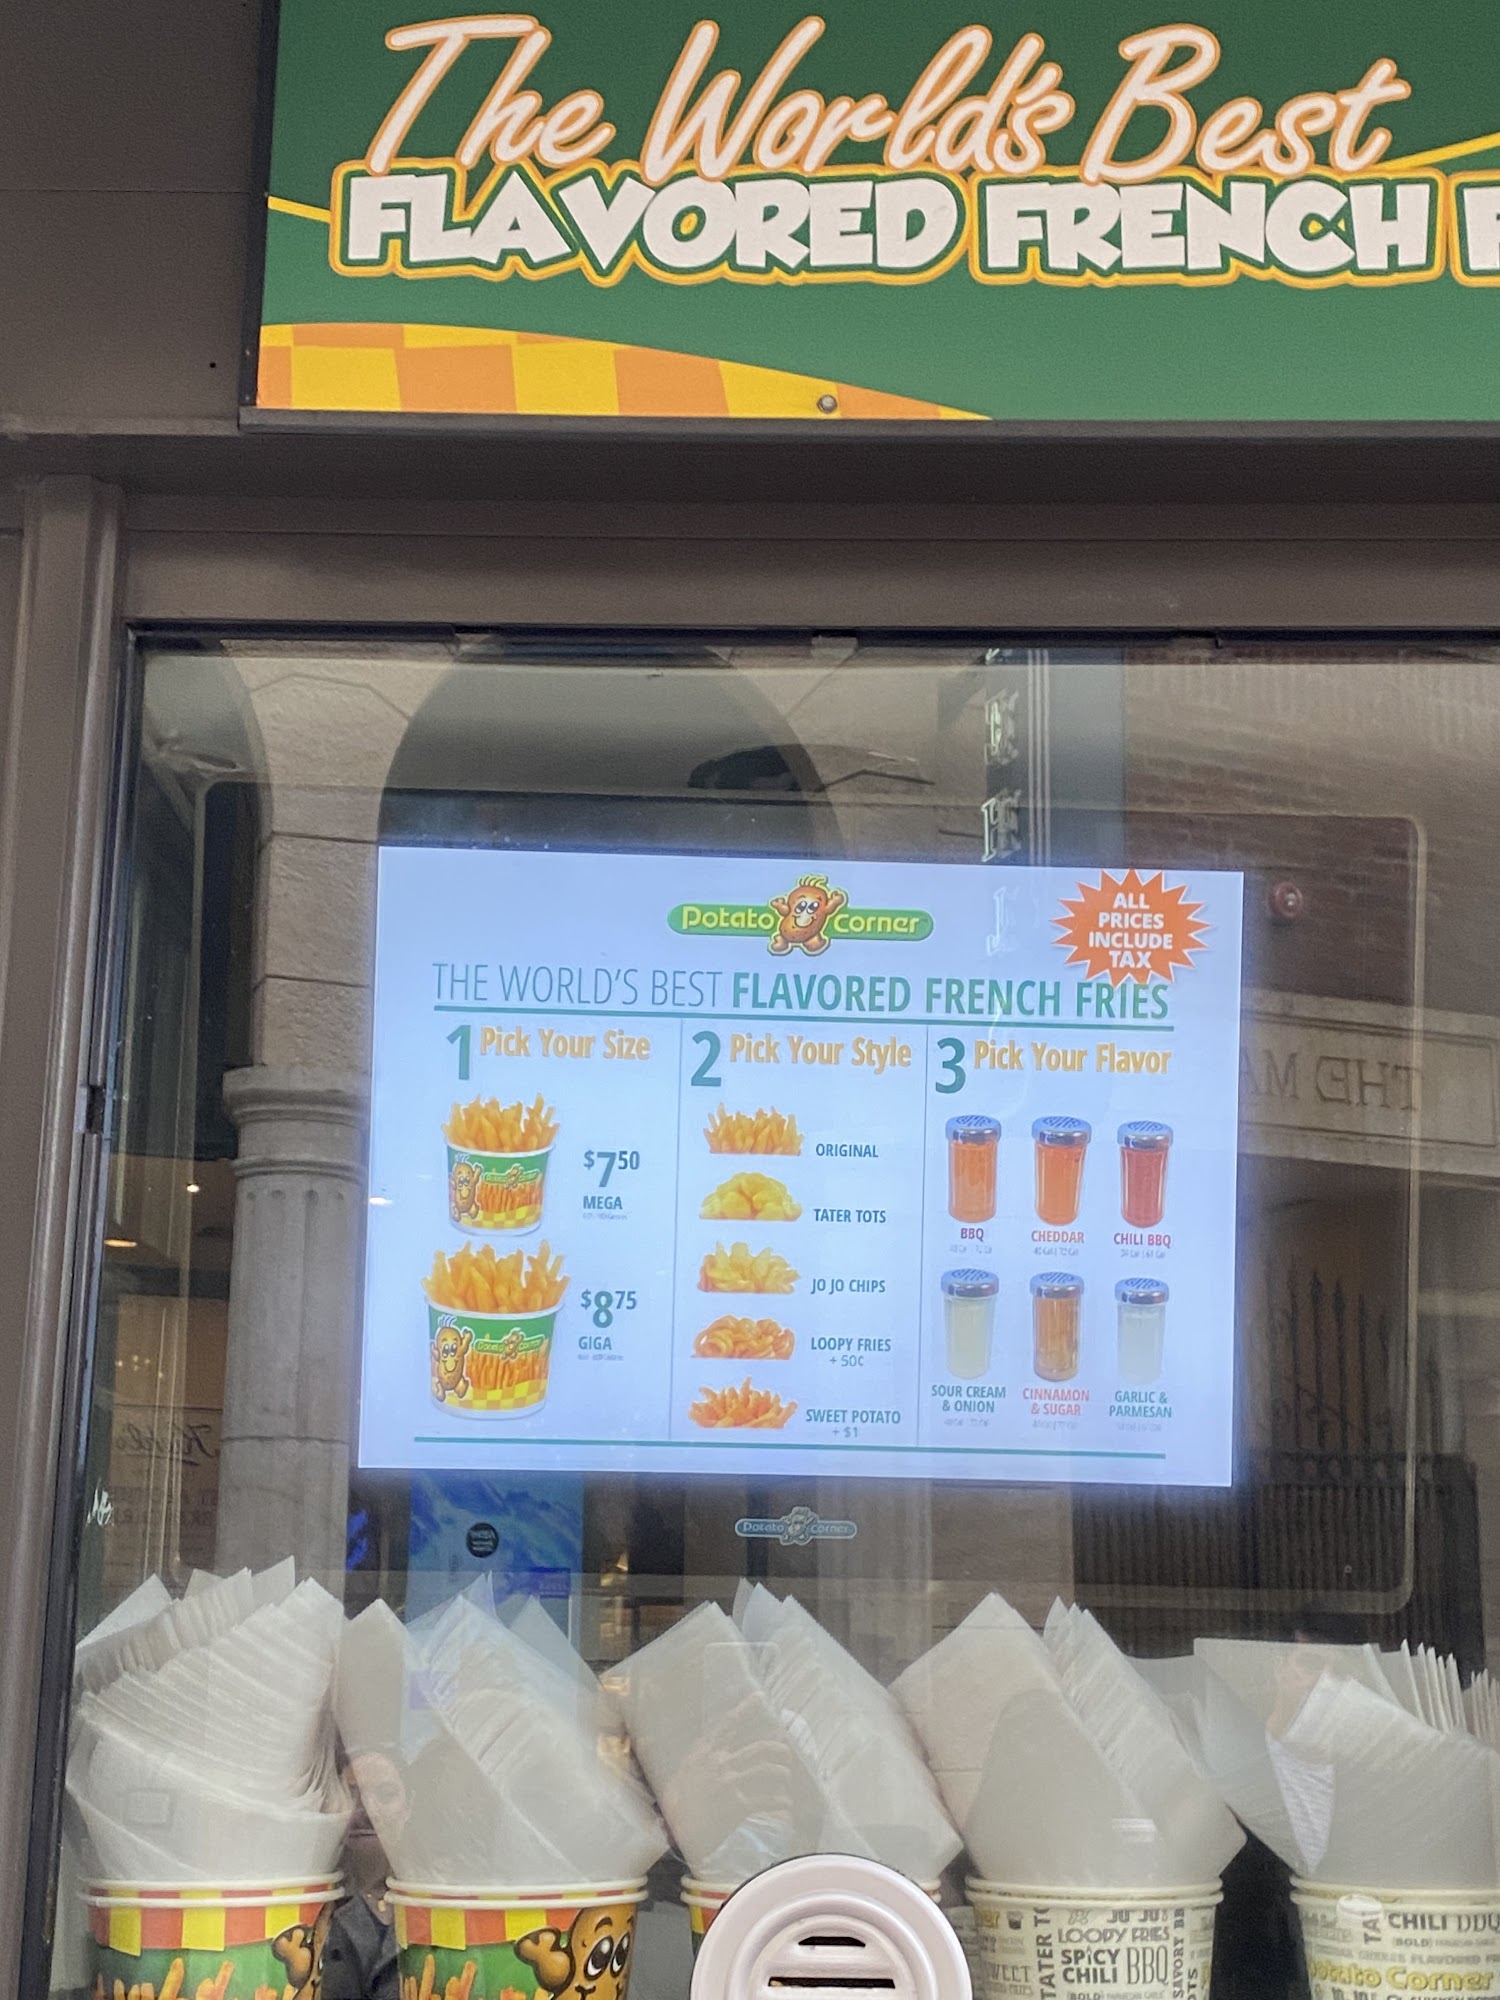 The World's Best
FLAVORED FRENCH
Potato Corner
ALL
PRICES
INCLUDE
TAX
THE WORLD'S BEST FLAVORED FRENCH FRIES
1 Pick Your Size
$7 50
MEGA
$8 75
GIGA
2 Pick Your Style
ORIGINAL
TATER TOTS
JO JO CHIPS
LOOPY FRIES
+ 50¢
SWEET POTATO
+ $1
3 Pick Your Flavor
BBQ
CHEDDAR
CHILI BBQ
SOUR CREAM
& ONION
CINNAMON
& SUGAR
GARLIC &
PARMESAN
Potato Corner
THE
LOOPY FRIES
SPICY
CHILI BBQ
TATER
SAVORY
CHILI
Potato Corner